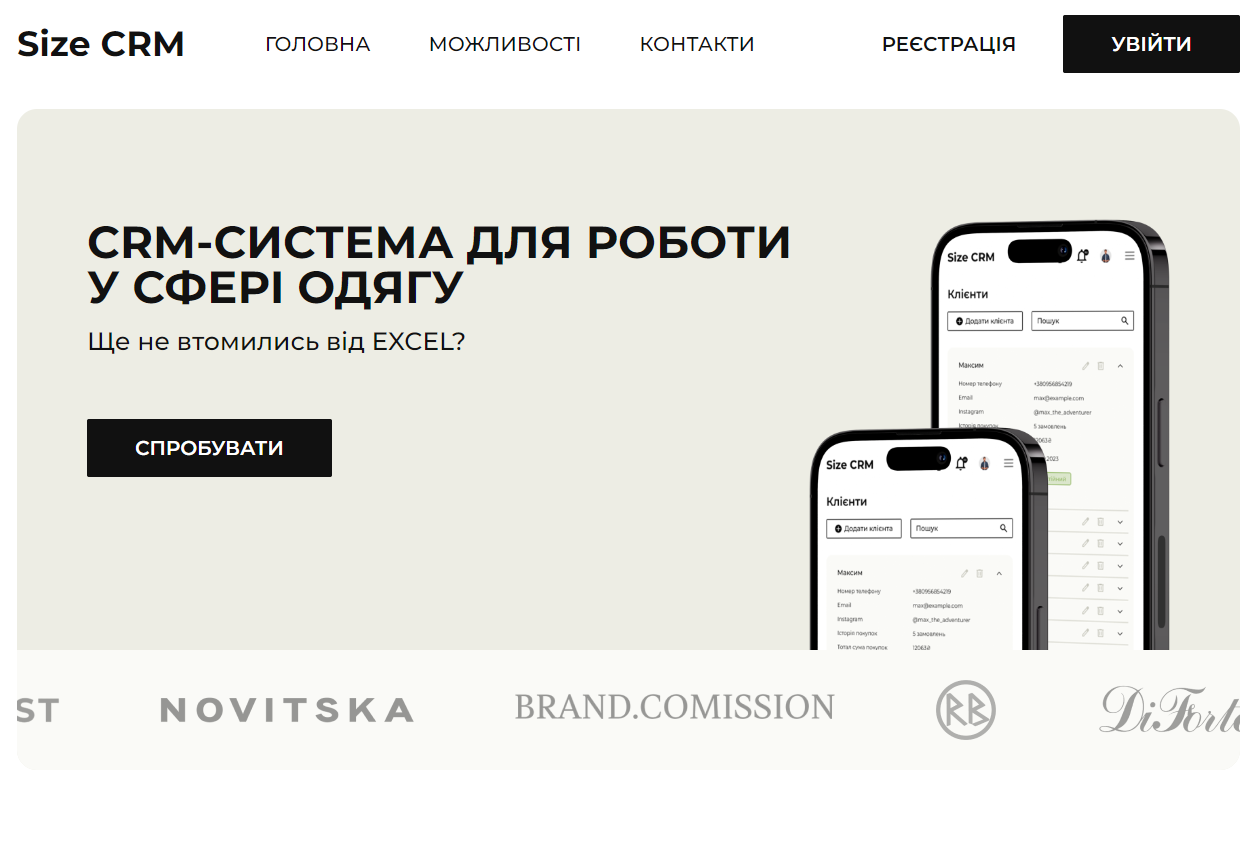 Size CRM
ГОЛОВНА
МОЖЛИВОСТІ
КОНТАКТИ
РЕЄСТРАЦІЯ
УВІЙТИ
CRM-СИСТЕМА ДЛЯ РОБОТИ
У СФЕРІ ОДЯГУ
Ще не втомились від EXCEL?
СПРОБУВАТИ
Size CRM
Клієнти
Додати клієнта
Пошук
Максим
Номер телефону +380956854219
Email max@example.com
Instagram @max_the_adventurer
Історія покупок 5 замовлень
12063₴
2023
Size CRM
Клієнти
Додати клієнта
Пошук
Максим
Номер телефону +380956854219
Email max@example.com
Instagram @max_the_adventurer
Історія покупок 5 замовлень
Тотал сума покупок 12063₴
ST
NOVITSKA
BRAND.COMISSION
RB
DiForte